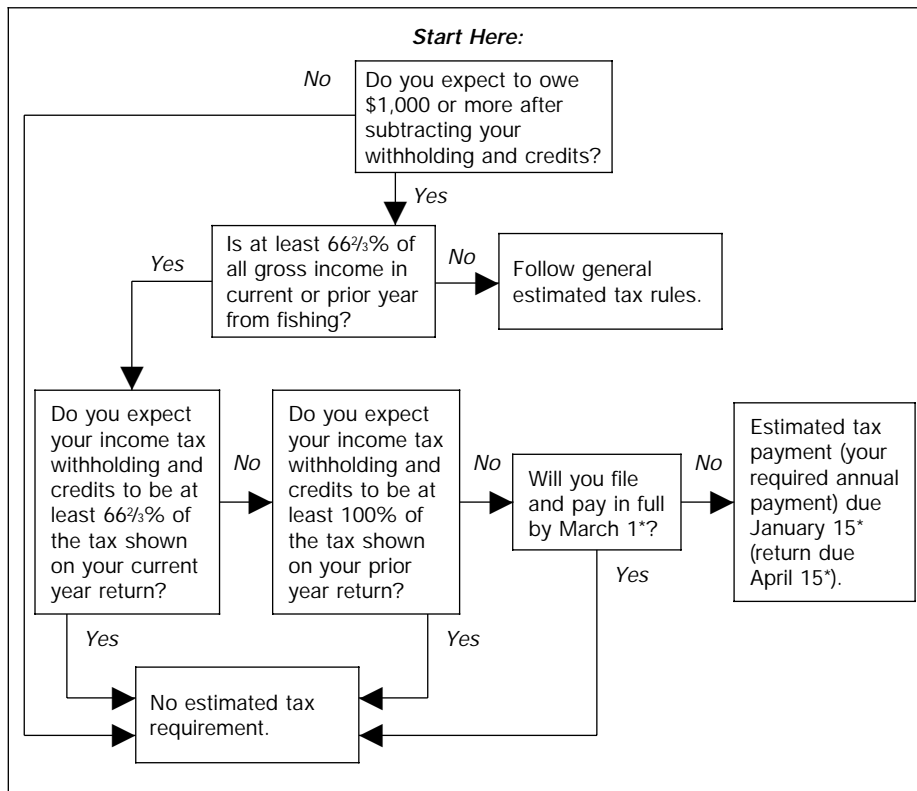 Start Here:
No
Do you expect to owe
$1,000 or more after
subtracting your
withholding and credits?
Yes
Is at least 66²/₃% of
all gross income in
current or prior year
from fishing?
Yes
No
Follow general
estimated tax rules.
Do you expect
your income tax
withholding and
credits to be at
least 66²/₃% of
the tax shown
on your current
year return?
No
Do you expect
your income tax
withholding and
credits to be at
least 100%  of
the tax shown
on your prior
year return?
No
Will you file
and pay in full
by March 1*?
No
Estimated tax
payment (your
required annual
payment) due
January 15*
(return due
April 15*).
Yes
Yes
Yes
No estimated tax
requirement.